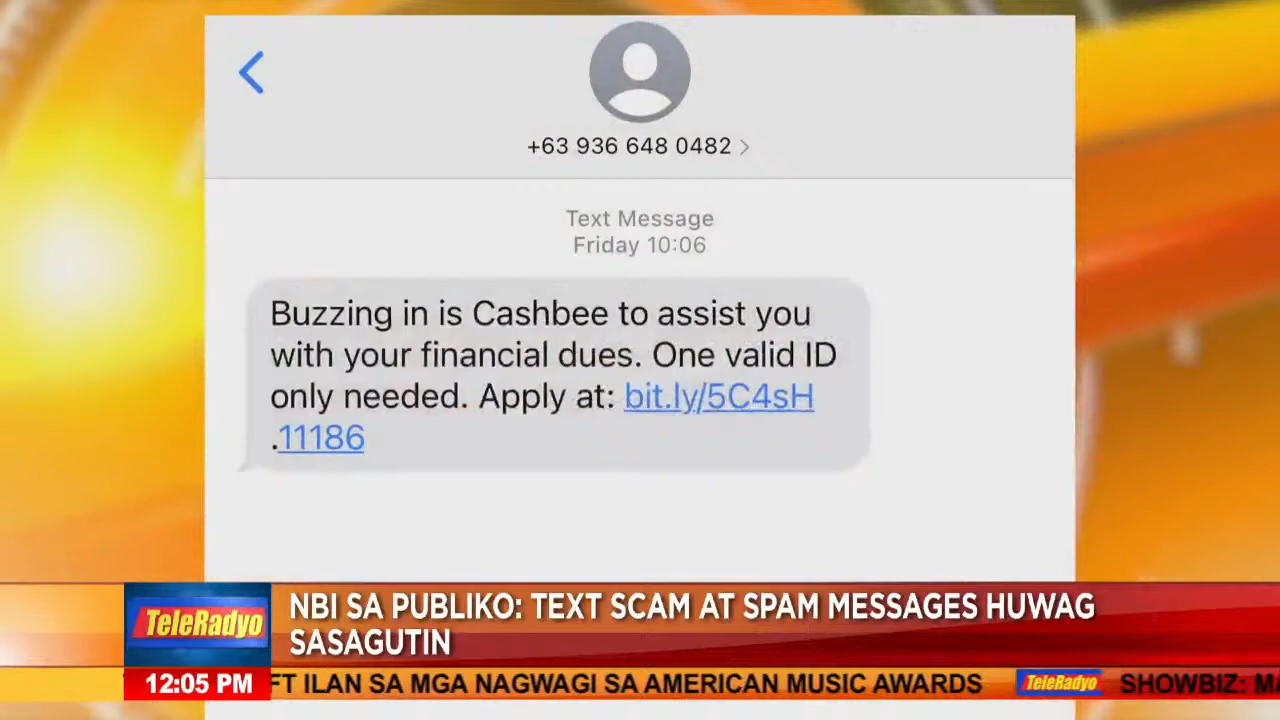 +63 936 648 0482 >
Text Message
Friday 10:06
Buzzing in is Cashbee to assist you
with your financial dues. One valid ID
only needed. Apply at: bit.ly/5C4sH
.11186
TeleRadyo
NBI SA PUBLIKO: TEXT SCAM AT SPAM MESSAGES HUWAG
SASAGUTIN
12:05 PM
FT ILAN SA MGA NAGWAGI SA AMERICAN MUSIC AWARDS TeleRadyo SHOWBIZ: